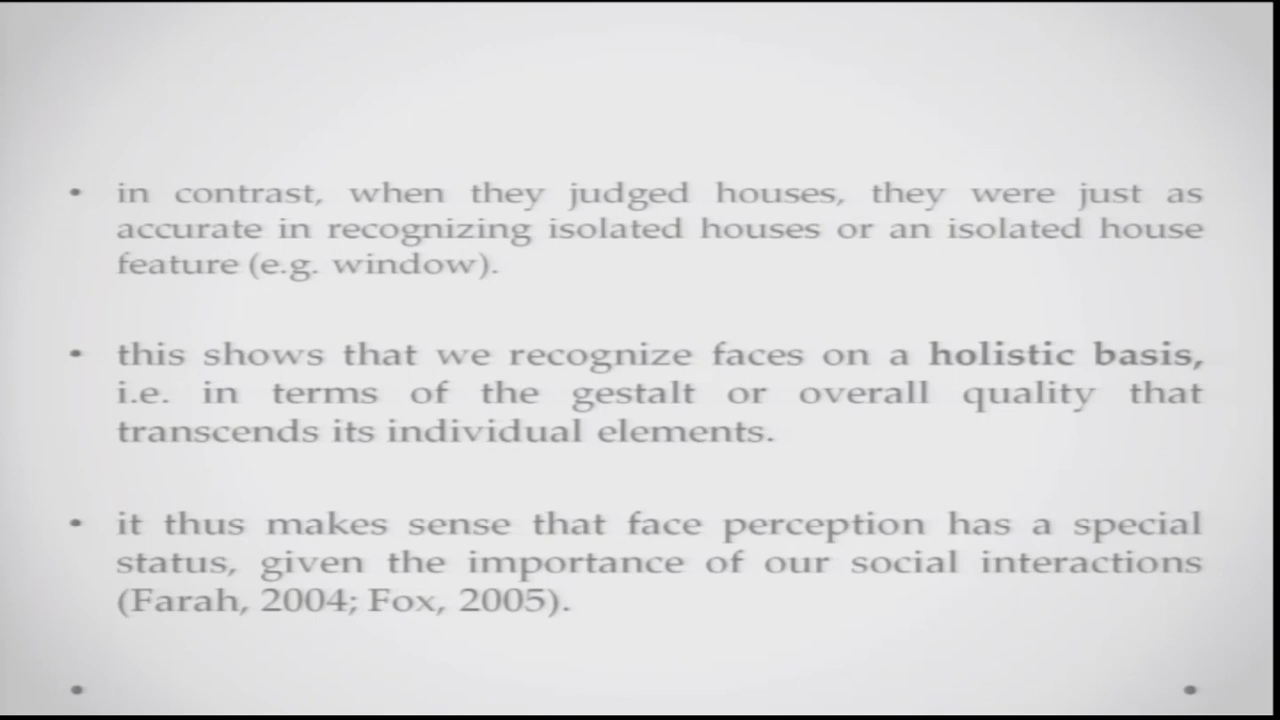 • in contrast, when they judged houses, they were just as
accurate in recognizing isolated houses or an isolated house
feature (e.g. window).
• this shows that we recognize faces on a holistic basis,
i.e. in terms of the gestalt or overall quality that
transcends its individual elements.
• it thus makes sense that face perception has a special
status, given the importance of our social interactions
(Farah, 2004; Fox, 2005).
• •